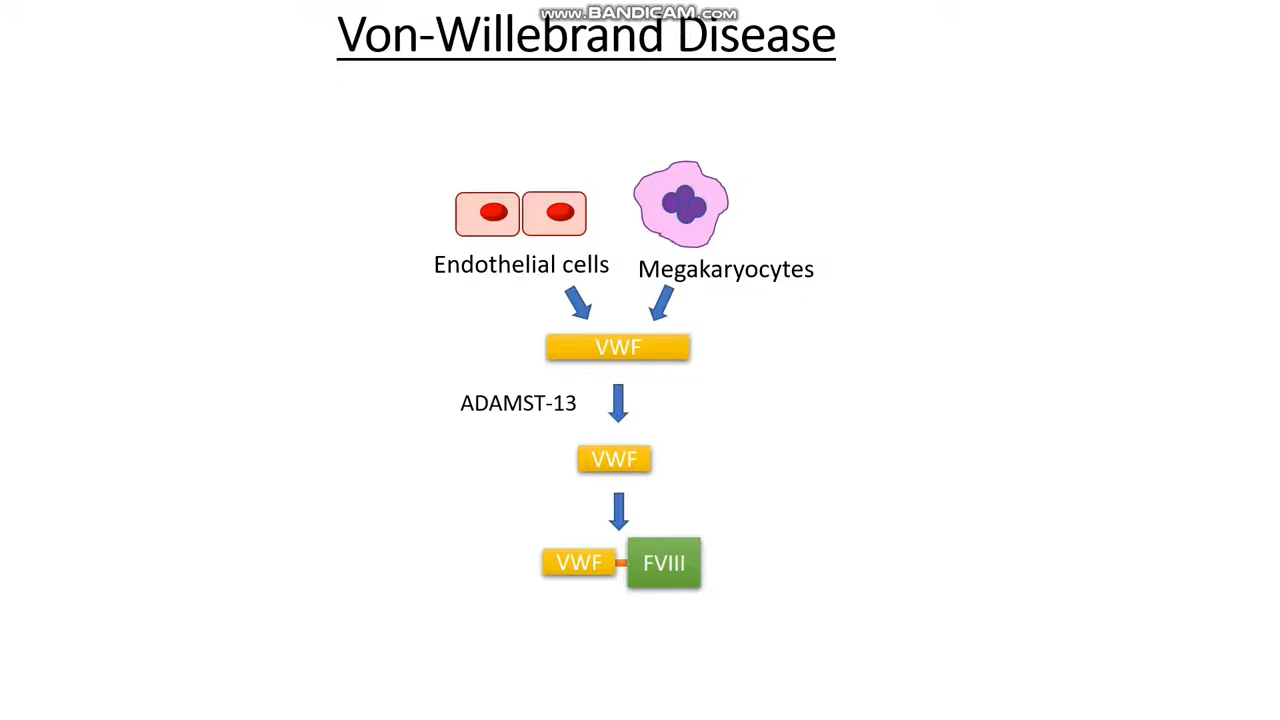 www.BANDICAM.com
Von-Willebrand Disease
Endothelial cells
Megakaryocytes
VWF
ADAMST-13
VWF
VWF
FVIII